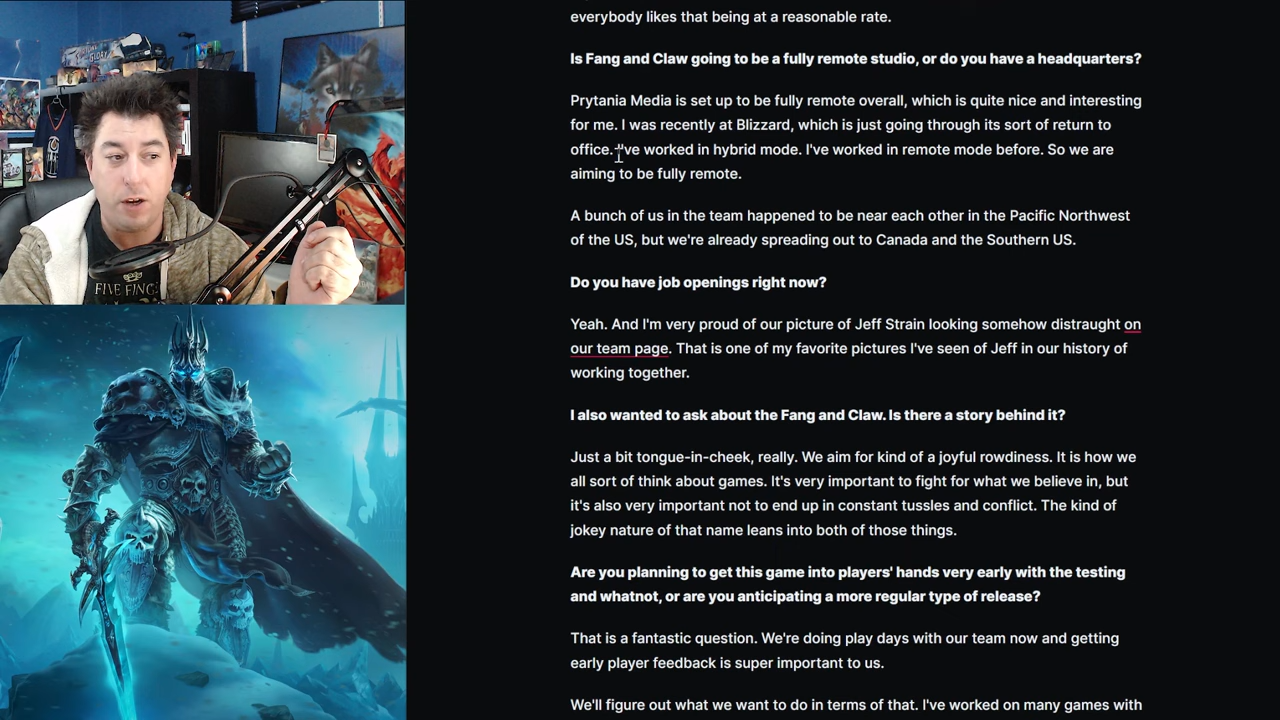 GLORY
FIVE FINGE
everybody likes that being at a reasonable rate.
Is Fang and Claw going to be a fully remote studio, or do you have a headquarters?
Prytania Media is set up to be fully remote overall, which is quite nice and interesting
for me. I was recently at Blizzard, which is just going through its sort of return to
office. I've worked in hybrid mode. I've worked in remote mode before. So we are
aiming to be fully remote.
A bunch of us in the team happened to be near each other in the Pacific Northwest
of the US, but we're already spreading out to Canada and the Southern US.
Do you have job openings right now?
Yeah. And I'm very proud of our picture of Jeff Strain looking somehow distraught on
our team page. That is one of my favorite pictures I've seen of Jeff in our history of
working together.
I also wanted to ask about the Fang and Claw. Is there a story behind it?
Just a bit tongue-in-cheek, really. We aim for kind of a joyful rowdiness. It is how we
all sort of think about games. It's very important to fight for what we believe in, but
it's also very important not to end up in constant tussles and conflict. The kind of
jokey nature of that name leans into both of those things.
Are you planning to get this game into players' hands very early with the testing
and whatnot, or are you anticipating a more regular type of release?
That is a fantastic question. We're doing play days with our team now and getting
early player feedback is super important to us.
We'll figure out what we want to do in terms of that. I've worked on many games with